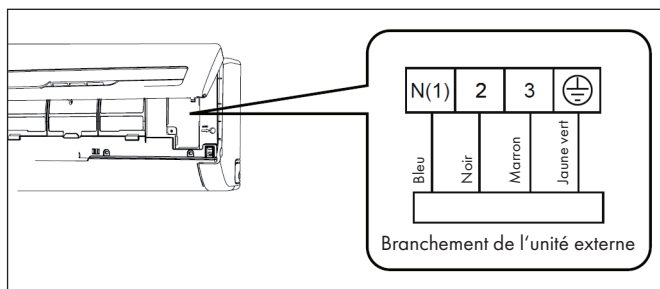 N(1) 2 3
Bleu
Noir
Marron
Jaune vert
Branchement de l'unité externe